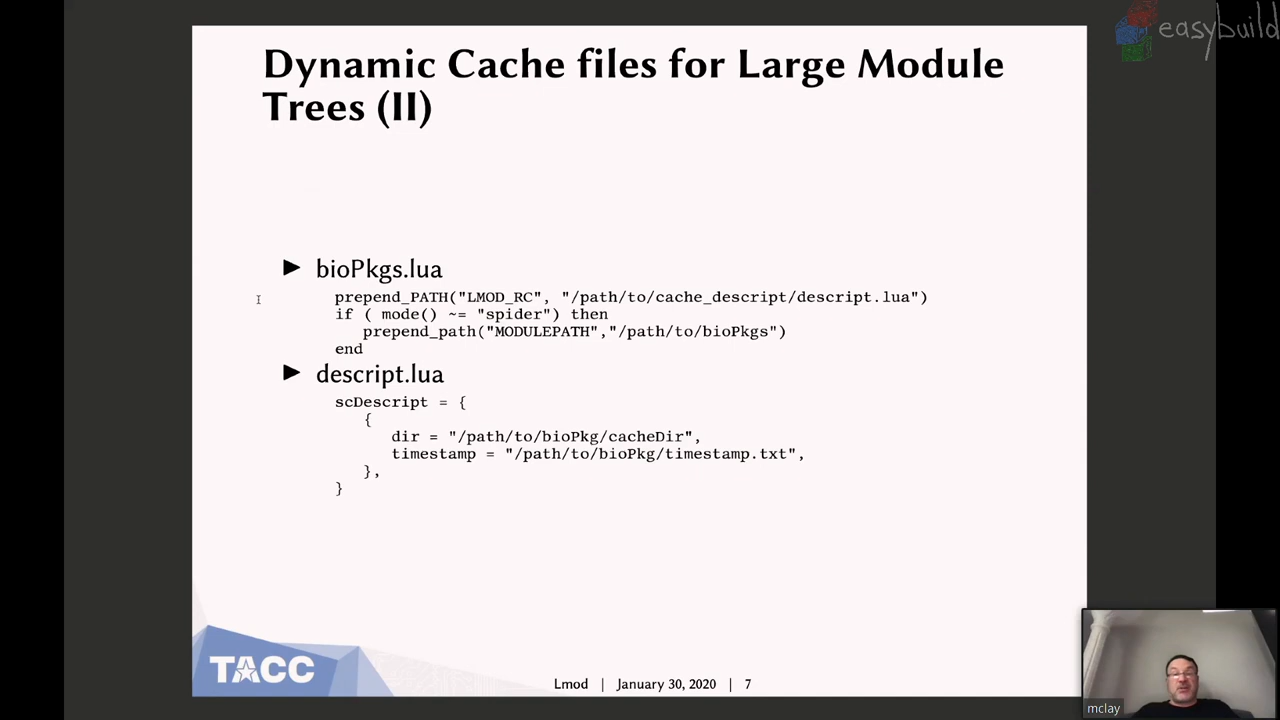 easybuild
Dynamic Cache files for Large Module
Trees (II)
▶ bioPkgs.lua
prepend_PATH("LMOD_RC", "/path/to/cache_descript/descript.lua")
if ( mode() ~= "spider") then
prepend_path("MODULEPATH","/path/to/bioPkgs")
end
▶ descript.lua
scDescript = {
{
dir = "/path/to/bioPkg/cacheDir",
timestamp = "/path/to/bioPkg/timestamp.txt",
},
}
TACC
Lmod | January 30, 2020 | 7
mclay